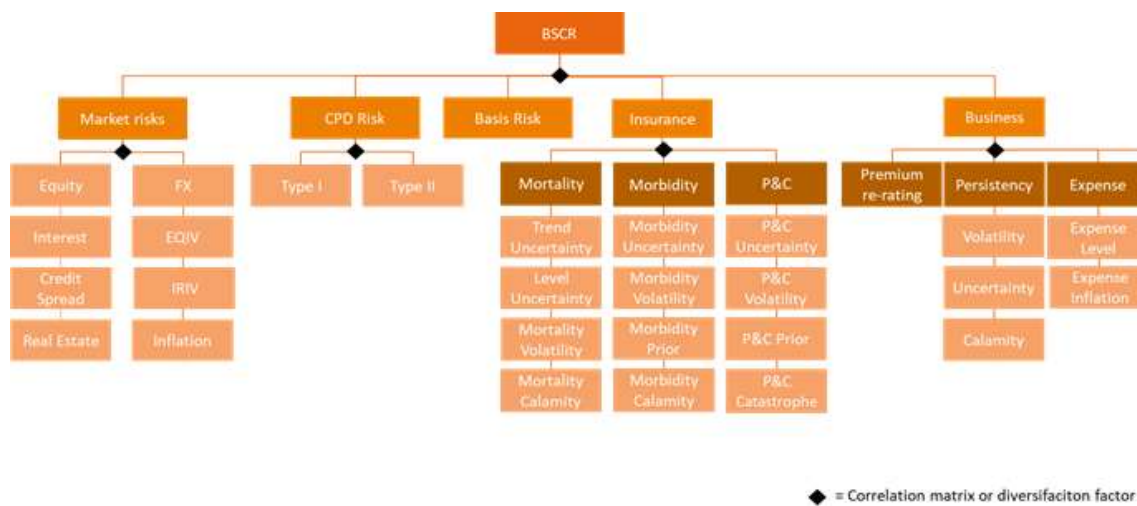 BSCR
Market risks
CPD Risk
Basis Risk
Insurance
Business
Equity
FX
Type I
Type II
Mortality
Morbidity
P&C
Premium
re-rating
Persistency
Expense
Interest
EQIV
Trend
Uncertainty
Morbidity
Uncertainty
P&C
Uncertainty
Volatility
Expense
Level
Credit
Spread
IRIV
Level
Uncertainty
Morbidity
Volatility
P&C
Volatility
Uncertainty
Expense
Inflation
Real Estate
Inflation
Mortality
Volatility
Morbidity
Prior
P&C Prior
Calamity
Mortality
Calamity
Morbidity
Calamity
P&C
Catastrophe
= Correlation matrix or diversifaciton factor